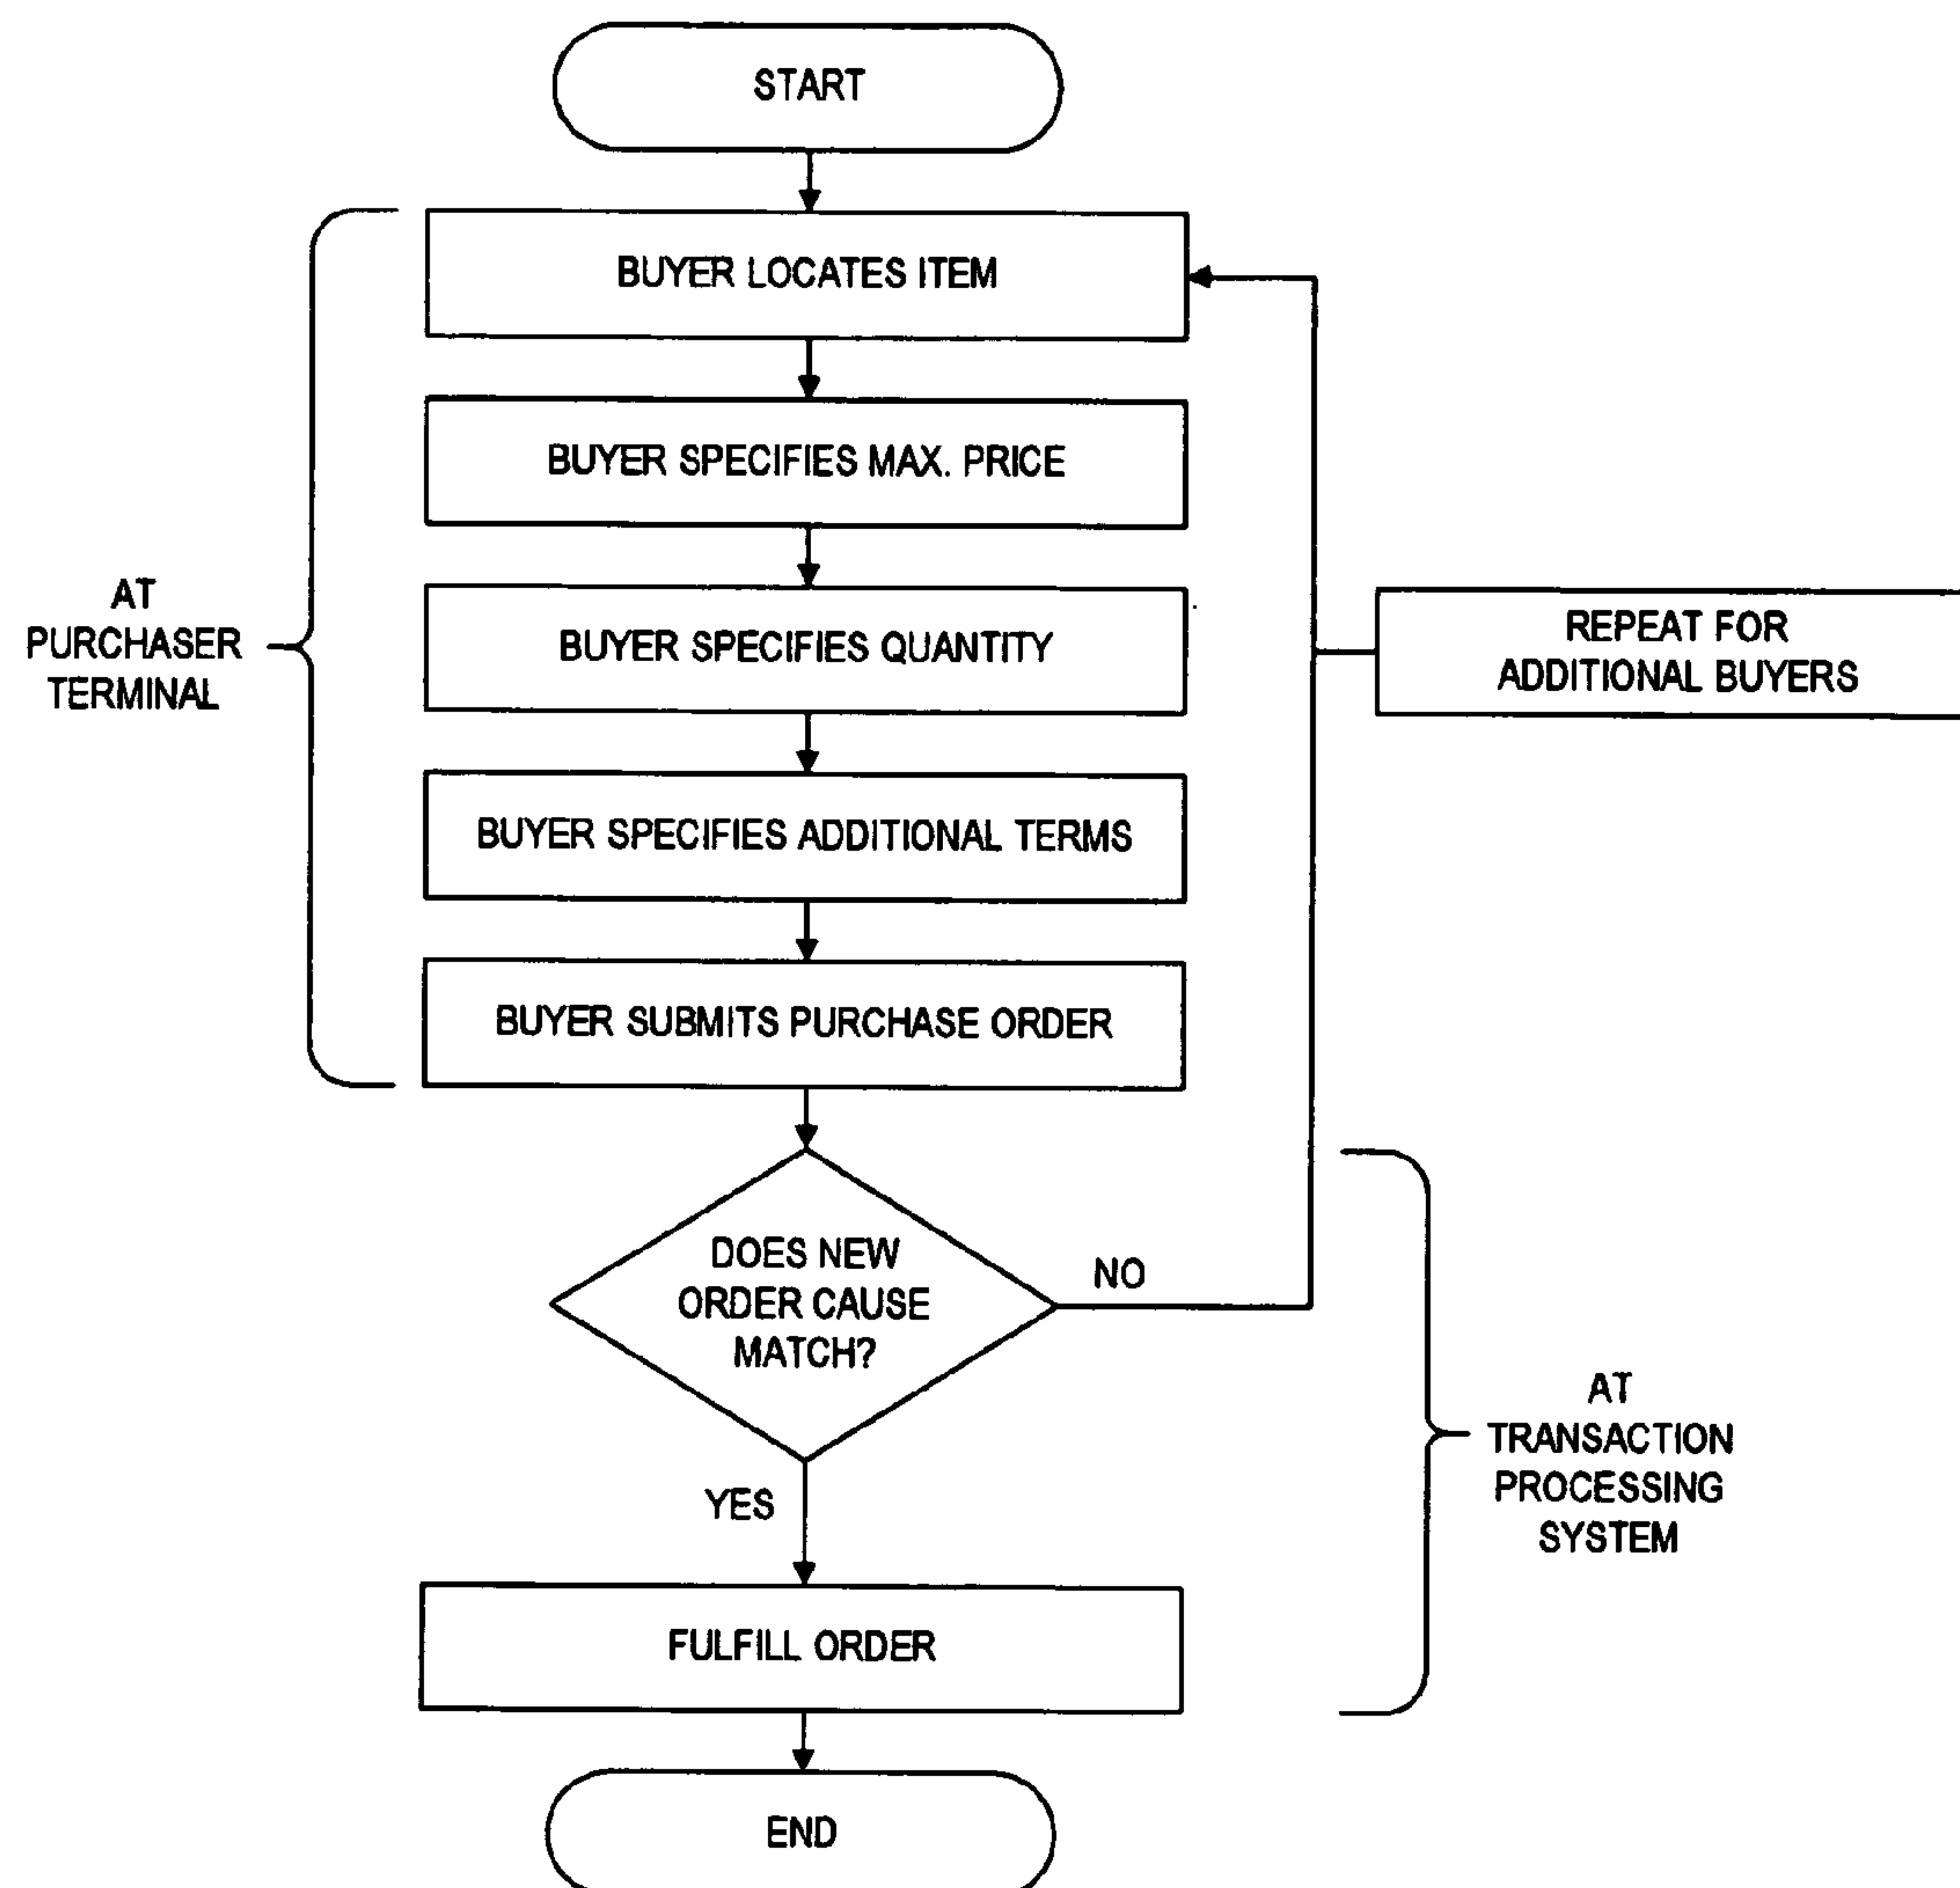 START
BUYER LOCATES ITEM
BUYER SPECIFIES MAX. PRICE
AT
PURCHASER
TERMINAL
BUYER SPECIFIES QUANTITY
REPEAT FOR
ADDITIONAL BUYERS
BUYER SPECIFIES ADDITIONAL TERMS
BUYER SUBMITS PURCHASE ORDER
DOES NEW
ORDER CAUSE
MATCH?
NO
YES
AT
TRANSACTION
PROCESSING
SYSTEM
FULFILL ORDER
END